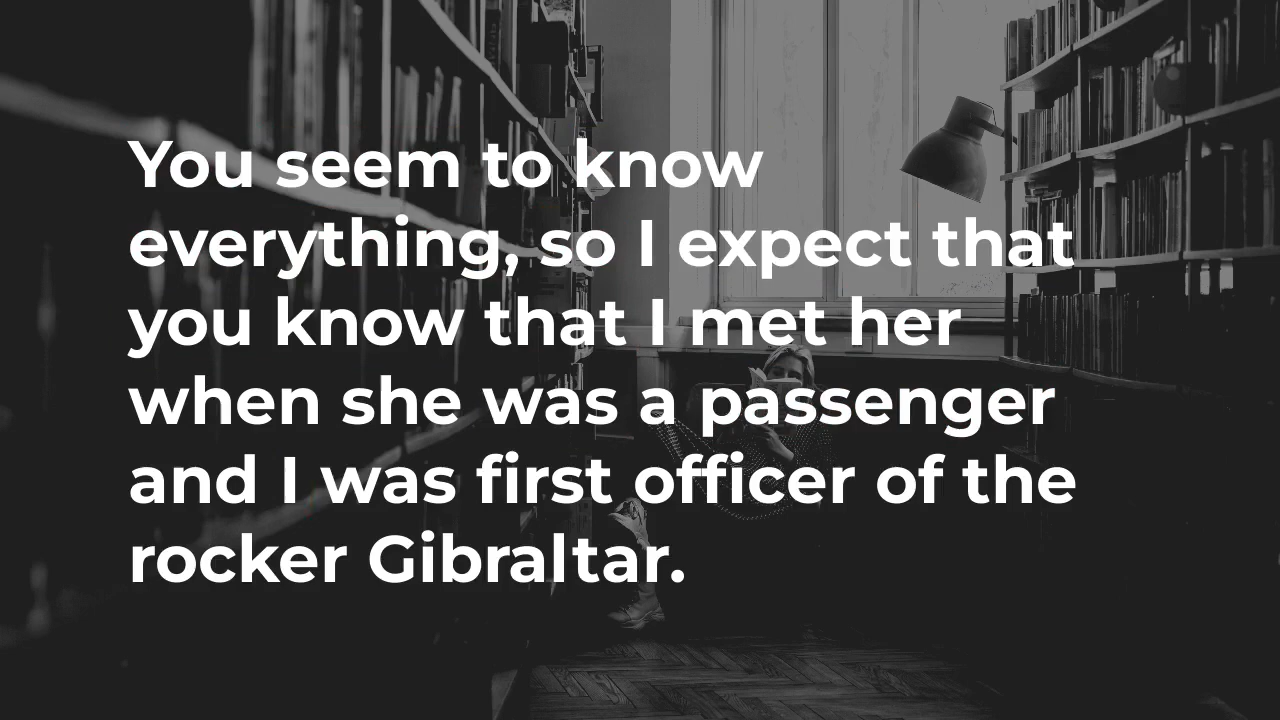 You seem to know
everything, so I expect that
you know that I met her
when she was a passenger
and I was first officer of the
rocker Gibraltar.